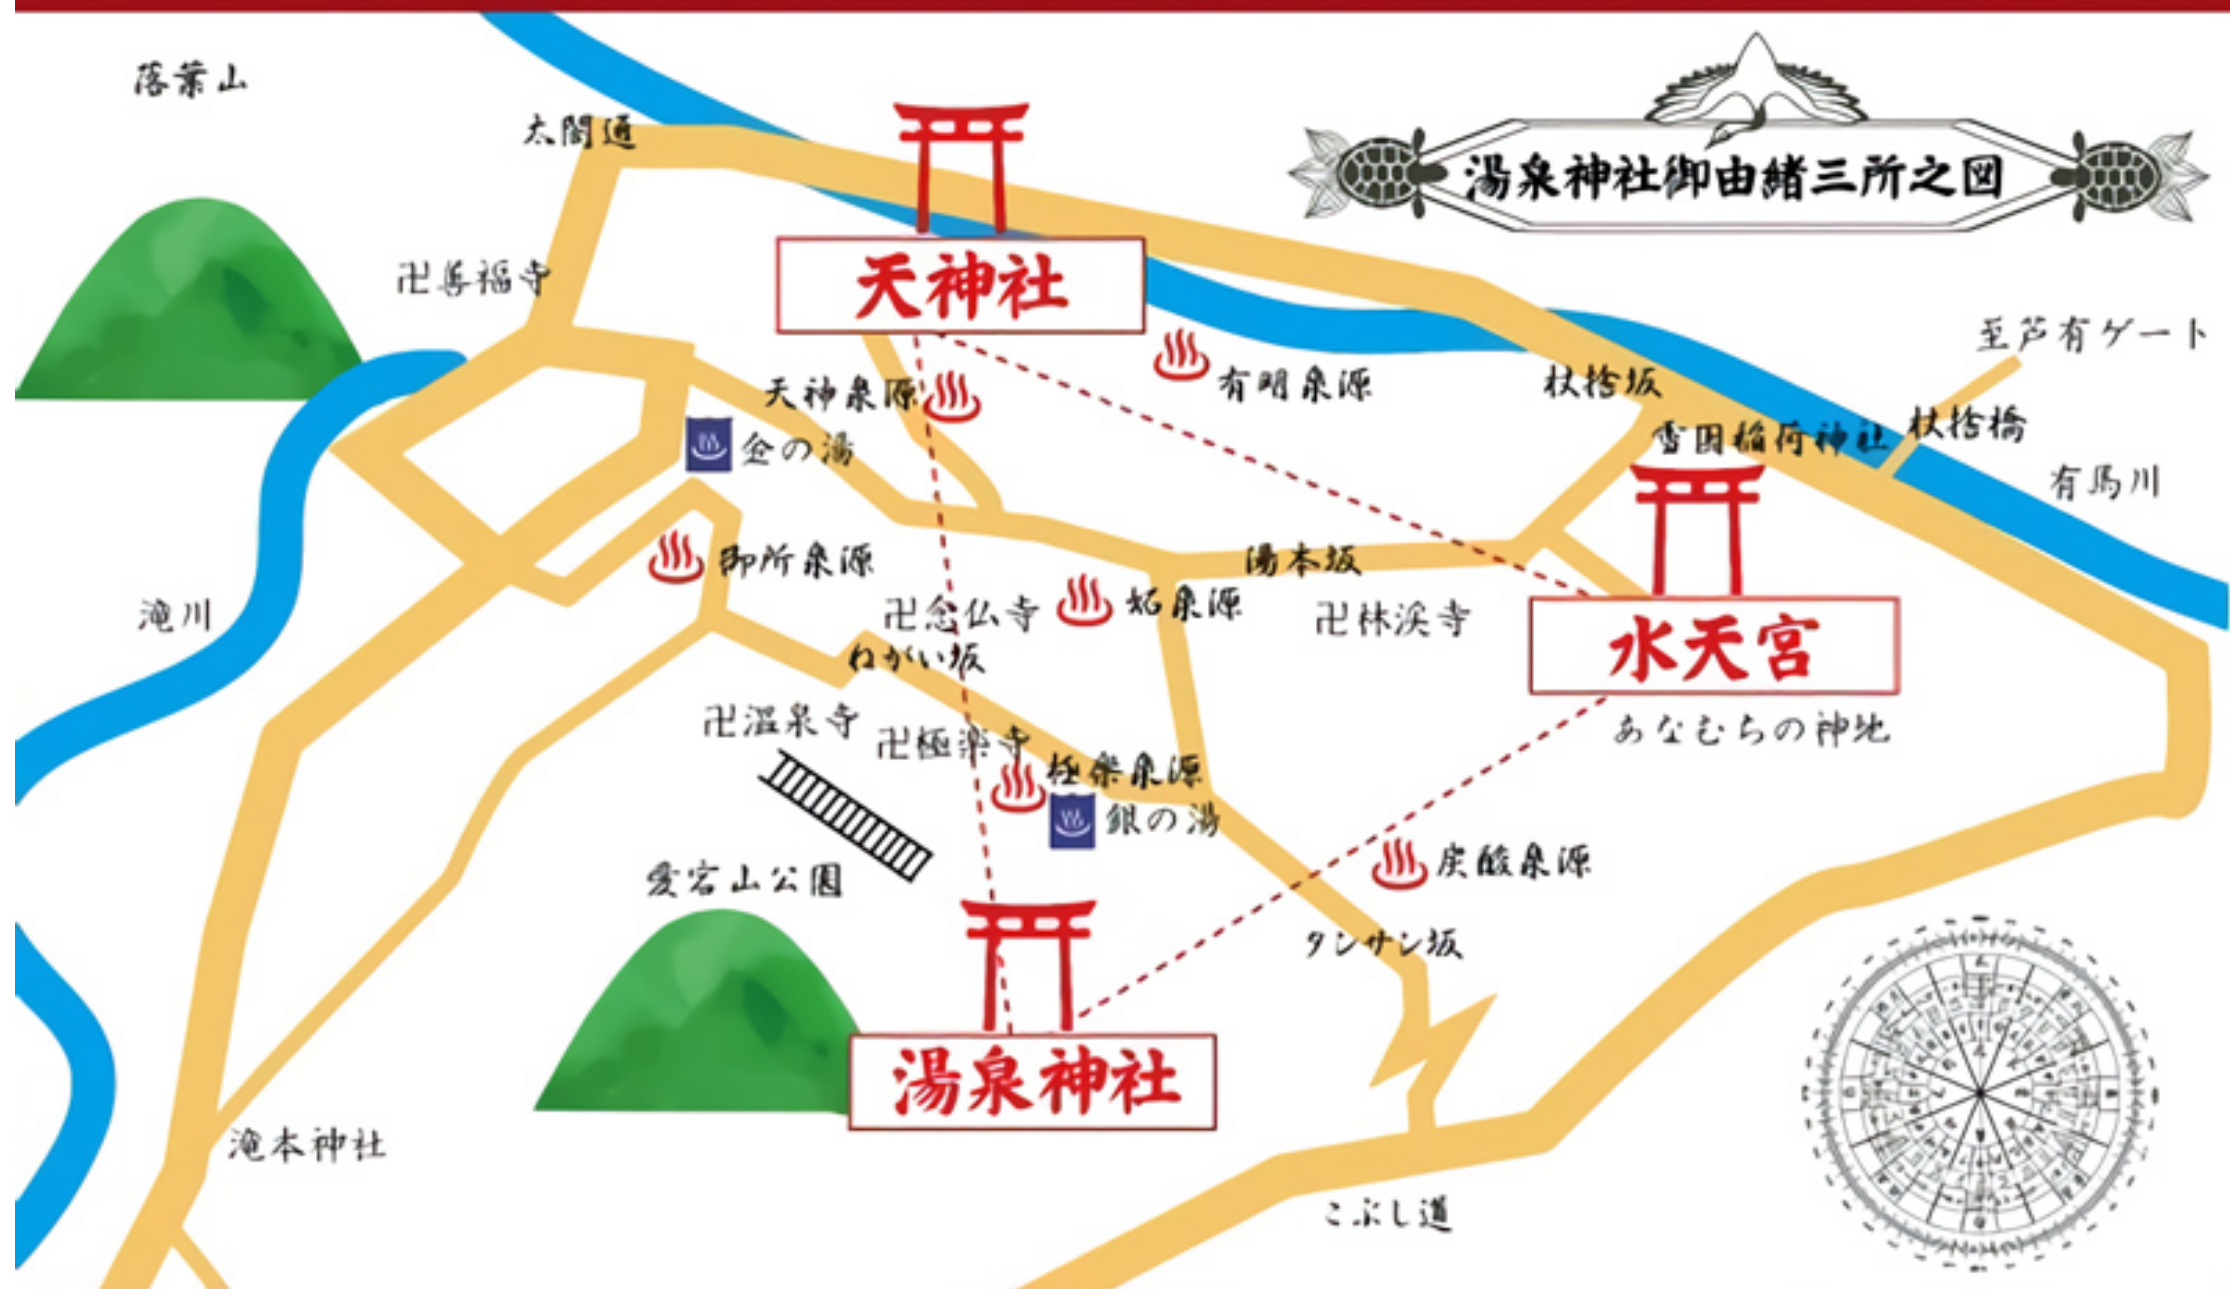 落葉山
湯泉神社御由緒三所之図
太閤通
卍善福寺
天神社
至芦有ゲート
天神泉源
有明泉源
杖捨坂
雪因稲荷神社
杖捨橋
金の湯
有馬川
御所泉源
湯本坂
滝川
卍念仏寺
妬泉源
卍林渓寺
ねがい坂
水天宮
卍温泉寺
卍極楽寺
あなむちの神地
極楽泉源
銀の湯
愛宕山公園
炭酸泉源
タンサン坂
湯泉神社
滝本神社
こぶし道